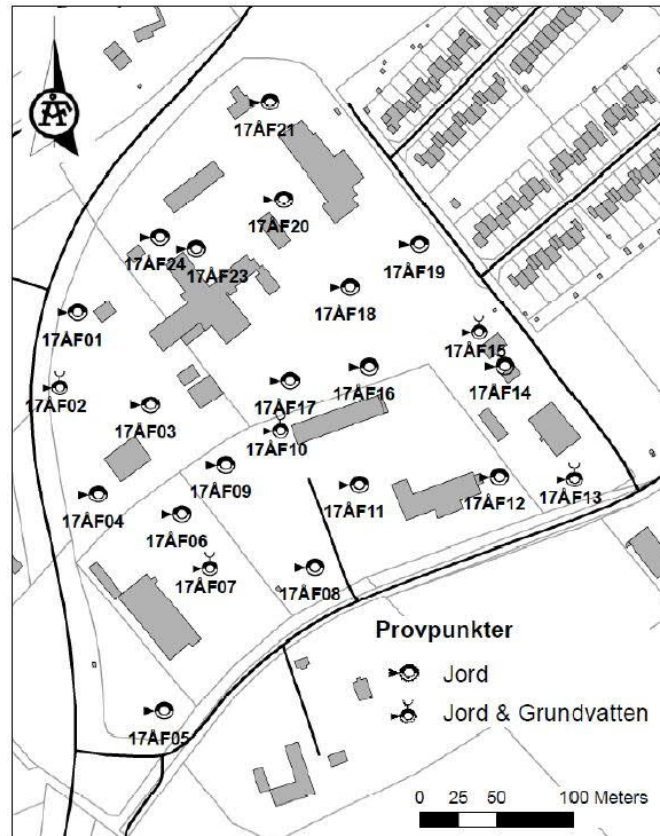 ÅF
17ÅF21
17ÅF20
17ÅF24
17ÅF23
17ÅF19
17ÅF18
17ÅF01
17ÅF15
17ÅF02
17ÅF03
17ÅF17
17ÅF16
17ÅF14
17ÅF10
17ÅF09
17ÅF04
17ÅF11
17ÅF12
17ÅF13
17ÅF06
17ÅF07
17ÅF08
17ÅF05
Provpunkter
Jord
Jord & Grundvatten
0 25 50 100 Meters